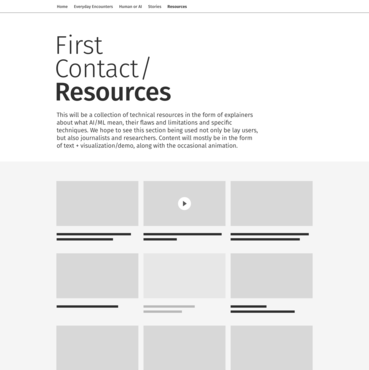 Home Everyday Encounters Human or AI Stories Resources
First
Contact/
Resources
This will be a collection of technical resources in the form of explainers
about what AI/ML mean, their flaws and limitations and specific
techniques. We hope to see this section being used not only be lay users,
but also journalists and researchers. Content will mostly be in the form
of text + visualization/demo, along with the occasional animation.